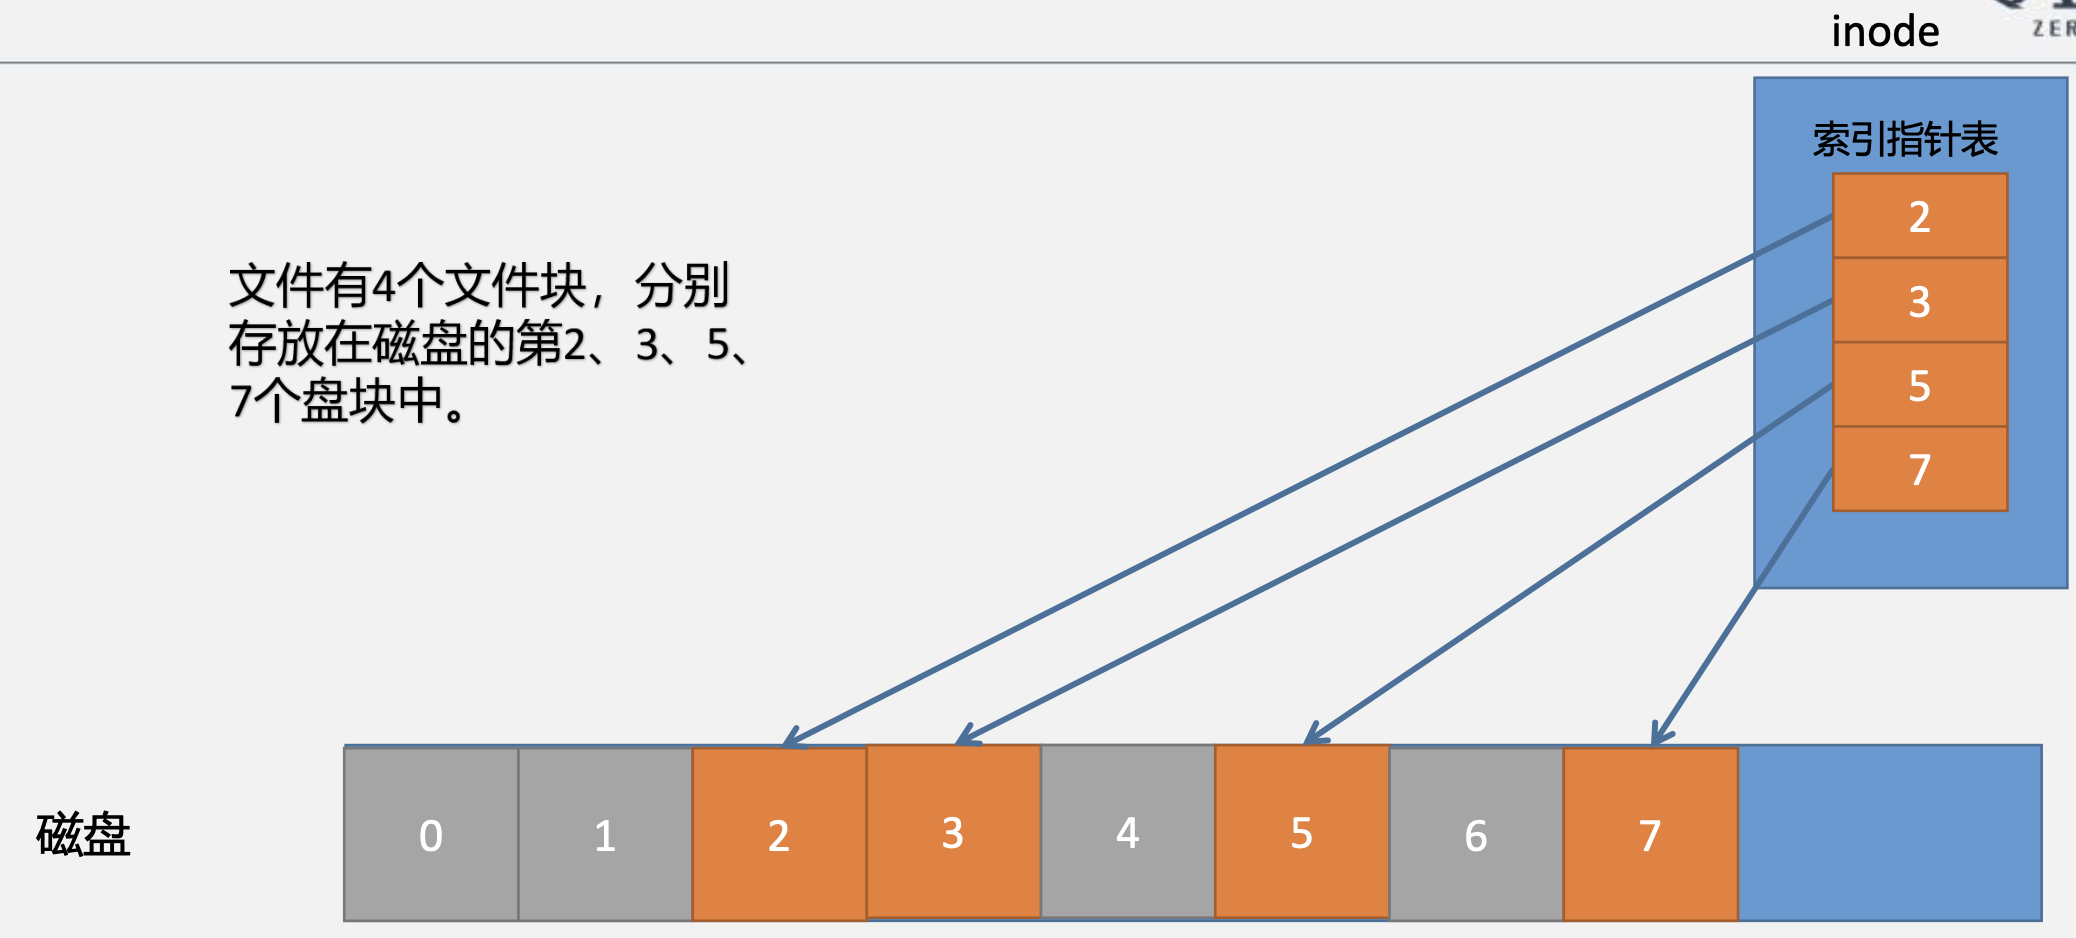 inode
索引指针表
2
3
5
7
文件有4个文件块，分别
存放在磁盘的第2、3、5、
7个盘块中。
磁盘
0 1 2 3 4 5 6 7